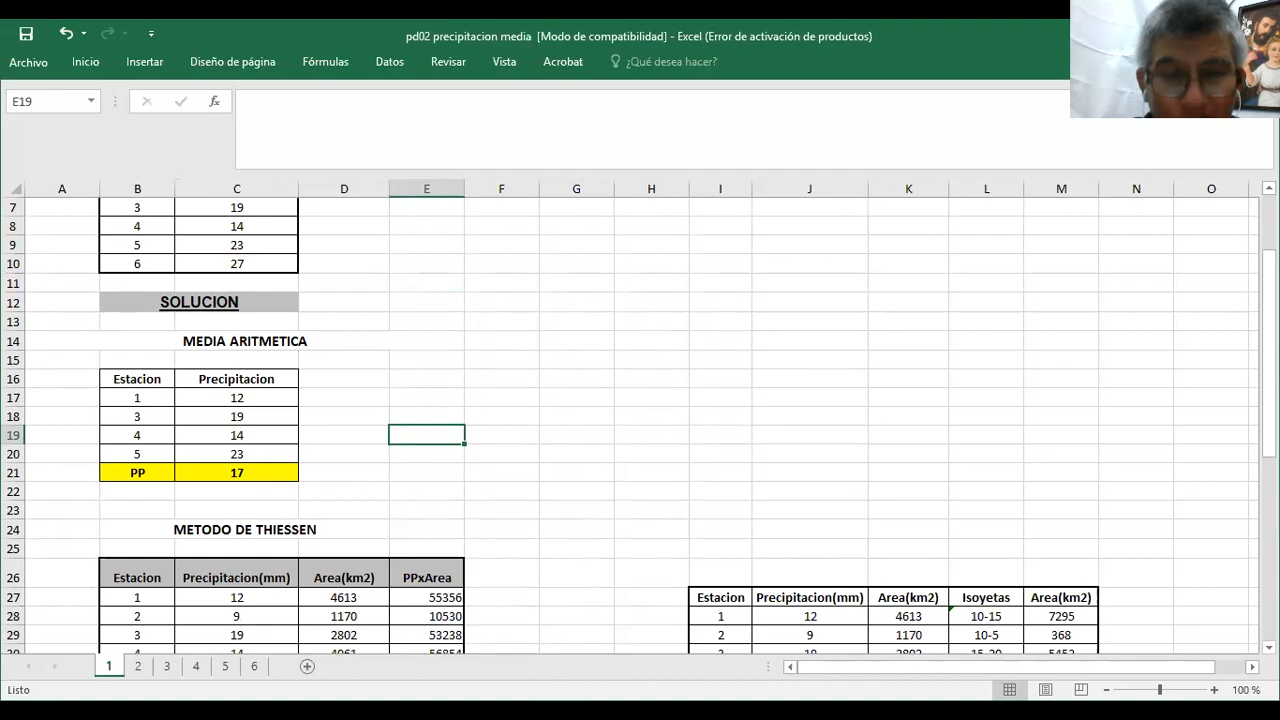 pd02 precipitacion media [Modo de compatibilidad] - Excel (Error de activación de productos)
Archivo Inicio Insertar Diseño de página Fórmulas Datos Revisar Vista Acrobat ¿Qué desea hacer?
E19 fx
A B C D E F G H I J K L M N O
7 3 19
8 4 14
9 5 23
10 6 27
11
12 SOLUCION
13
14 MEDIA ARITMETICA
15
16 Estacion Precipitacion
17 1 12
18 3 19
19 4 14
20 5 23
21 PP 17
22
23
24 METODO DE THIESSEN
25
26 Estacion Precipitacion(mm) Area(km2) PPxArea
27 1 12 4613 55356 Estacion Precipitacion(mm) Area(km2) Isoyetas Area(km2)
28 2 9 1170 10530 1 12 4613 10-15 7295
29 3 19 2802 53238 2 9 1170 10-5 368
30 4 14 4061 56854 3 19 2802 15-20 5452
1 2 3 4 5 6
Listo 100 %